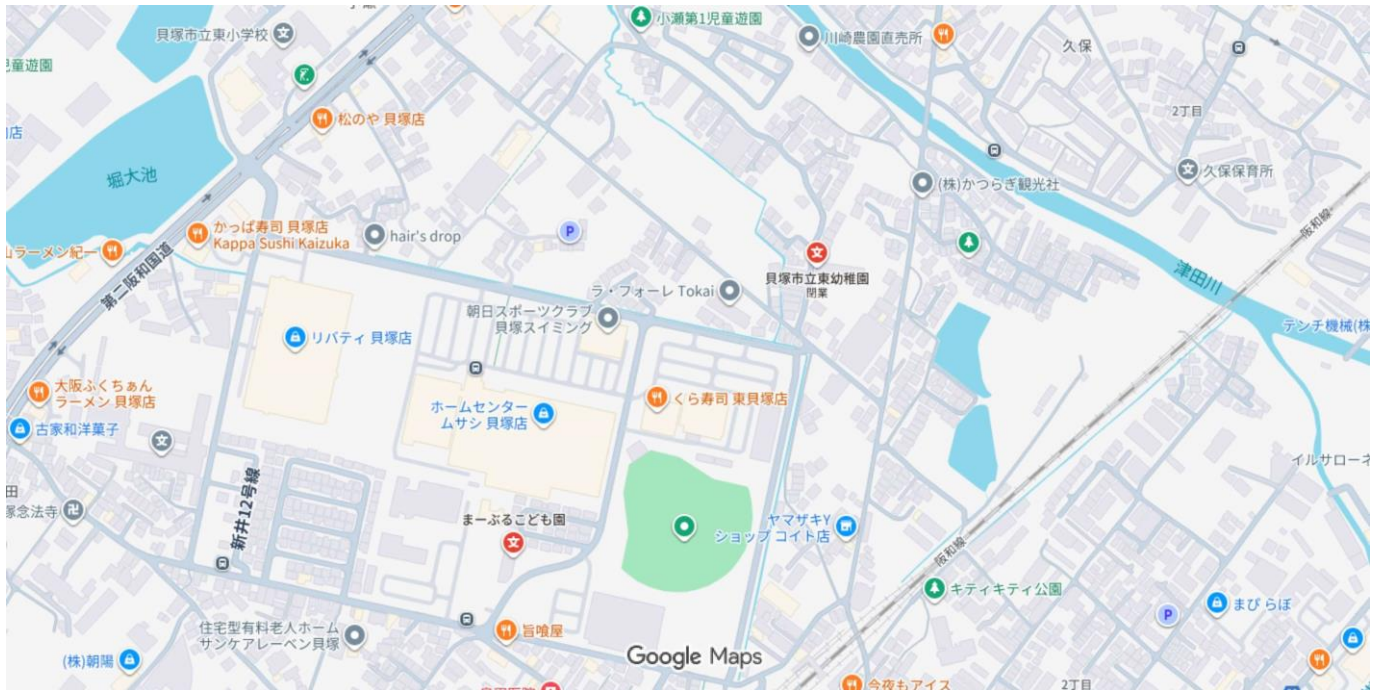 貝塚市立東小学校
小瀬第1児童遊園
川崎農園直売所
久保
児童遊園
2丁目
松のや 貝塚店
堀大池
(株)かつらぎ観光社
久保保育所
阪和線
かっぱ寿司 貝塚店
Kappa Sushi Kaizuka
hair's drop
P
山ラーメン紀一
第二阪和国道
貝塚市立東幼稚園
閉業
津田川
ラ・フォーレ Tokai
朝日スポーツクラブ
貝塚スイミング
リバティ 貝塚店
テンチ機械(株
大阪ふくちぁん
ラーメン 貝塚店
ホームセンター
ムサシ 貝塚店
くら寿司 東貝塚店
古家和洋菓子
イルサローネ
田
塚念法寺
新井12号線
まーぶるこども園
ヤマザキY
ショップ コイト店
阪和線
キティキティ公園
まび らぼ
P
住宅型有料老人ホーム
サンケアレーベン貝塚
旨喰屋
(株)朝陽
Google Maps
今夜もアイス
2丁目